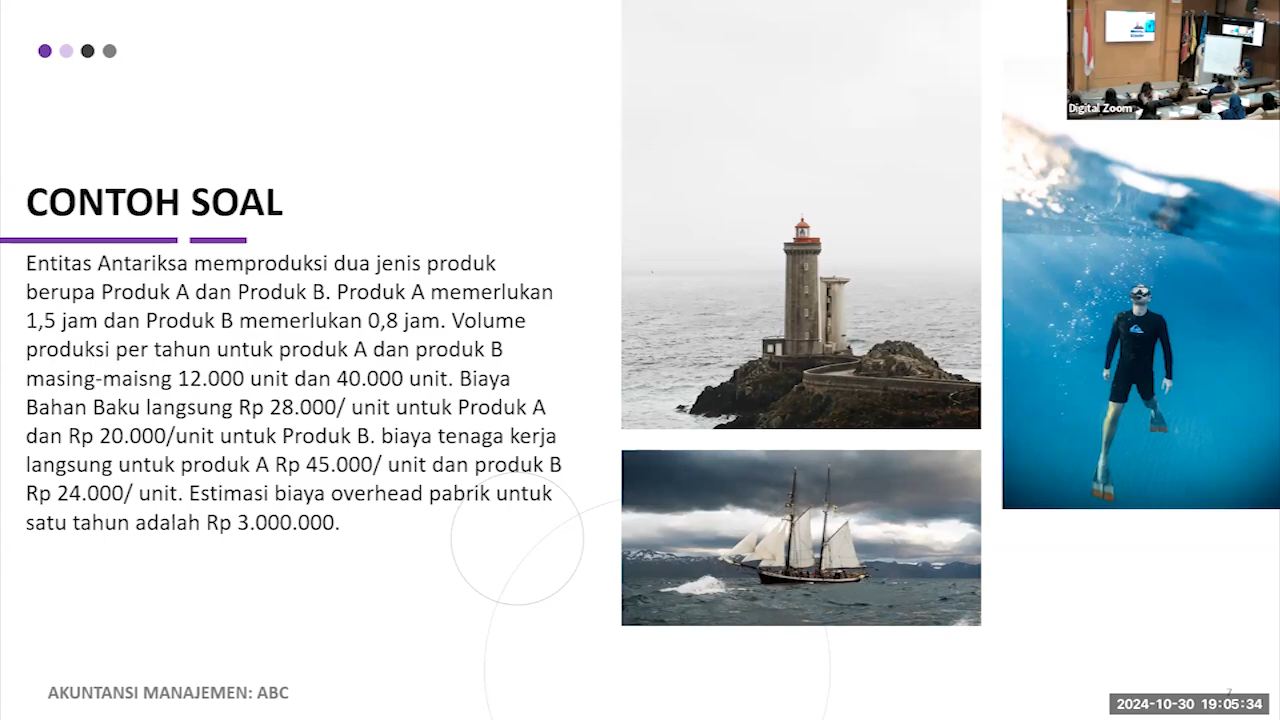 Digital Zoom
CONTOH SOAL
Entitas Antariksa memproduksi dua jenis produk
berupa Produk A dan Produk B. Produk A memerlukan
1,5 jam dan Produk B memerlukan 0,8 jam. Volume
produksi per tahun untuk produk A dan produk B
masing-maisng 12.000 unit dan 40.000 unit. Biaya
Bahan Baku langsung Rp 28.000/ unit untuk Produk A
dan Rp 20.000/unit untuk Produk B. biaya tenaga kerja
langsung untuk produk A Rp 45.000/ unit dan produk B
Rp 24.000/ unit. Estimasi biaya overhead pabrik untuk
satu tahun adalah Rp 3.000.000.
AKUNTANSI MANAJEMEN: ABC
7
2024-10-30 19:05:34